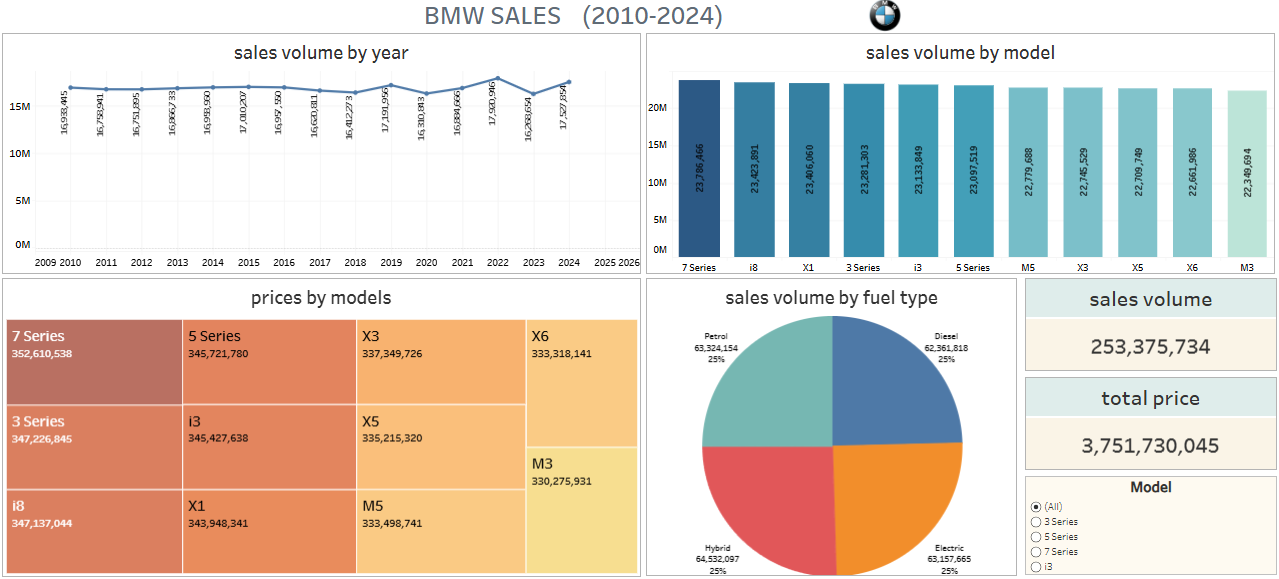 BMW SALES (2010-2024)
sales volume by year
15M
10M
5M
0M
16,933,445
16,758,941
16,751,895
16,866,733
16,958,960
17,010,207
16,957,550
16,620,811
16,412,273
17,191,956
16,310,843
16,884,666
17,920,946
16,268,654
17,527,854
2009 2010 2011 2012 2013 2014 2015 2016 2017 2018 2019 2020 2021 2022 2023 2024 2025 2026
sales volume by model
20M
15M
10M
5M
0M
23,786,466
23,423,891
23,406,060
23,281,303
23,133,849
23,097,519
22,779,688
22,745,529
22,709,749
22,661,986
22,349,694
7 Series i8 X1 3 Series i3 5 Series M5 X3 X5 X6 M3
prices by models
7 Series
352,610,538
3 Series
347,226,845
i8
347,137,044
5 Series
345,721,780
i3
345,427,638
X1
343,948,341
X3
337,349,726
X5
335,215,320
M5
333,498,741
X6
333,318,141
M3
330,275,931
sales volume by fuel type
Petrol
63,324,154
25%
Diesel
62,361,818
25%
Hybrid
64,532,097
25%
Electric
63,157,665
25%
sales volume
253,375,734
total price
3,751,730,045
Model
(All)
3 Series
5 Series
7 Series
i3